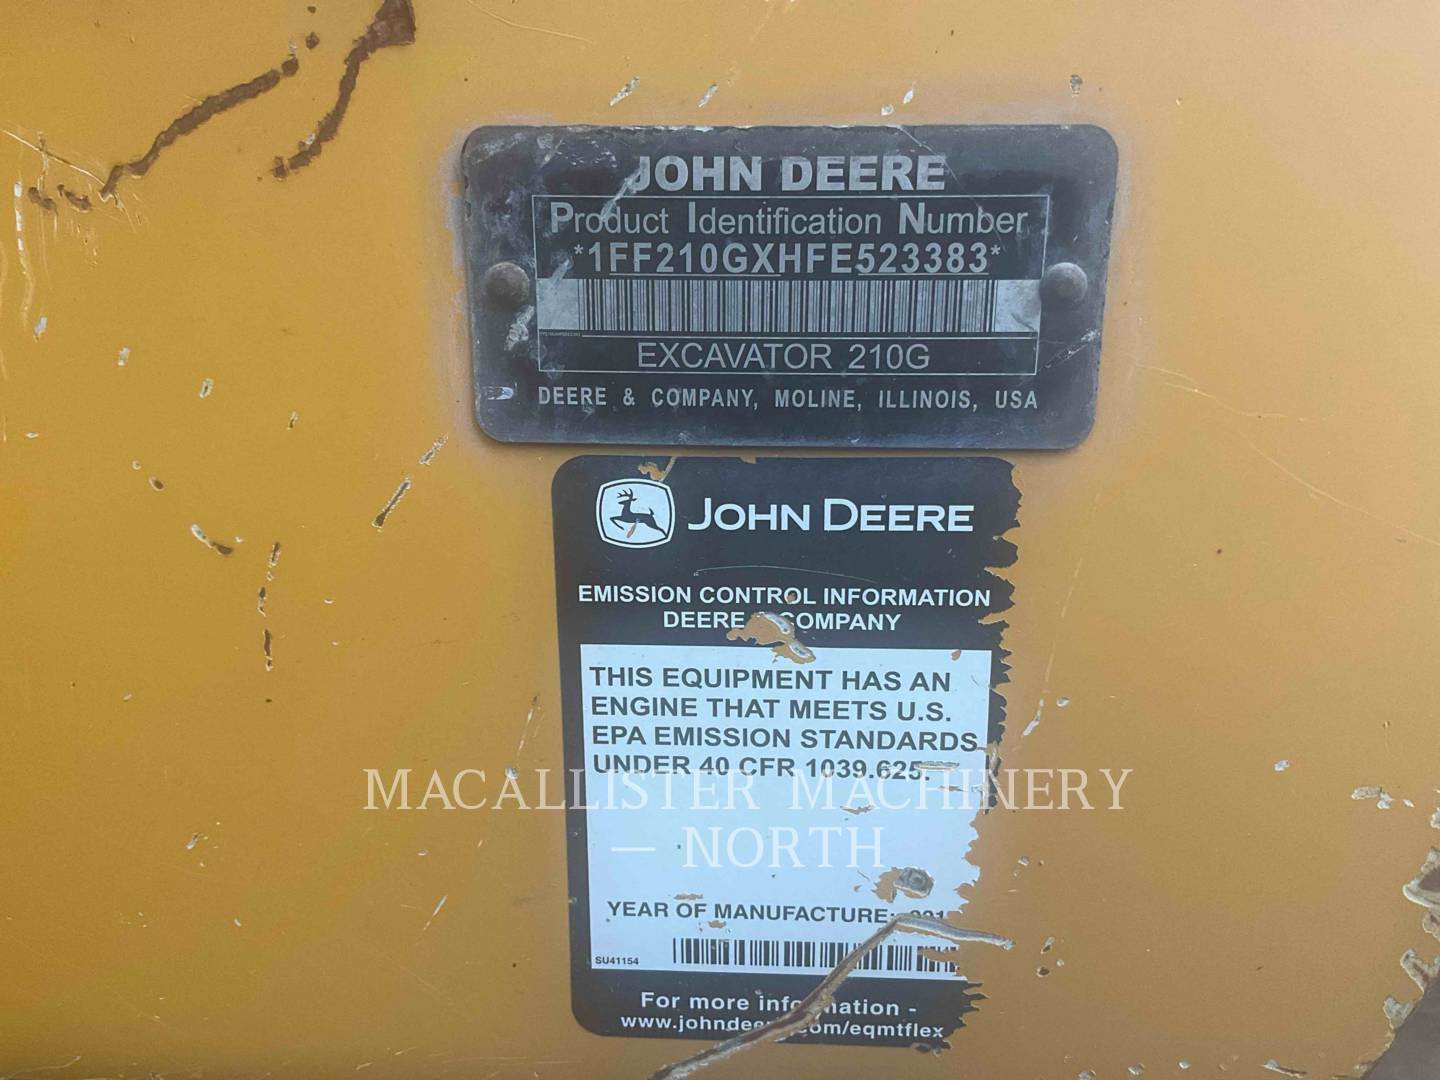 JOHN DEERE
Product Identification Number
*1FF210GXHFE523383*
EXCAVATOR 210G
DEERE & COMPANY, MOLINE, ILLINOIS, USA
JOHN DEERE
EMISSION CONTROL INFORMATION
DEERE & COMPANY
THIS EQUIPMENT HAS AN
ENGINE THAT MEETS U.S.
EPA EMISSION STANDARDS
UNDER 40 CFR 1039.625.
MACALLISTER MACHINERY
— NORTH
YEAR OF MANUFACTURE:
SU41154
For more information -
www.johndeere.com/eqmtflex